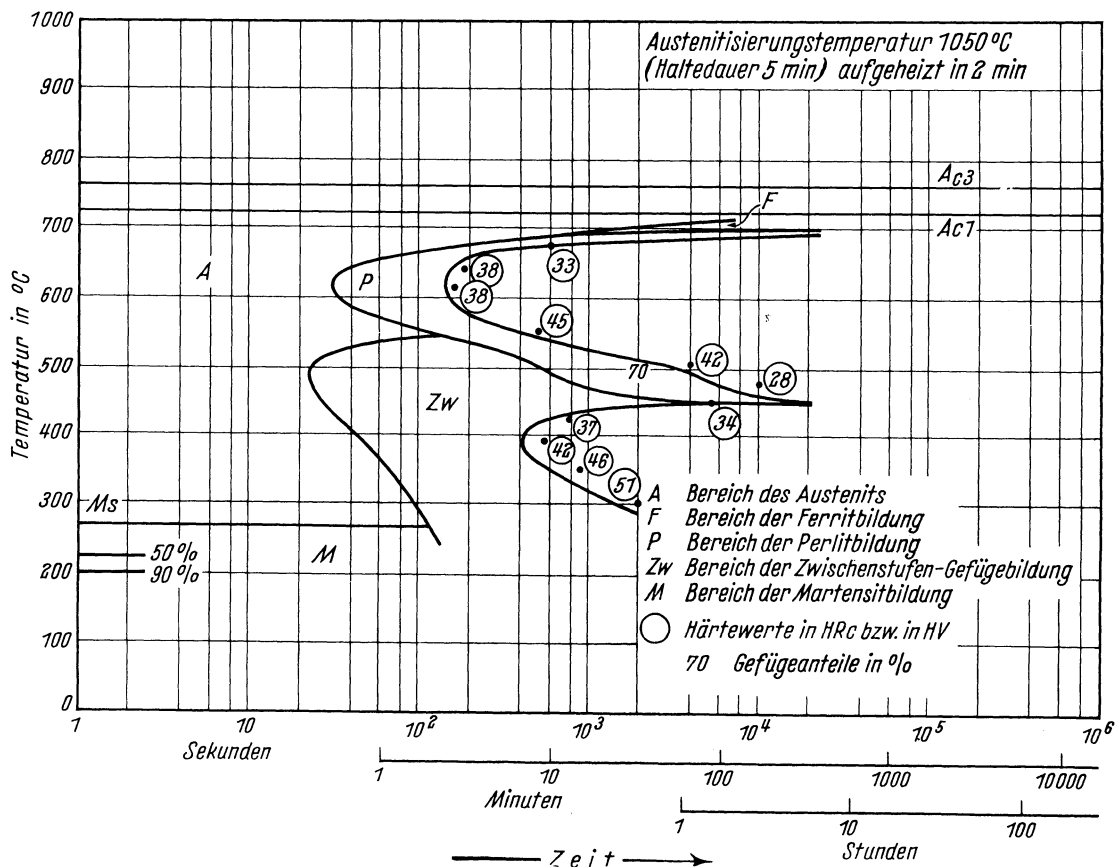 1000
900
800
700
600
500
400
300
200
100
0
Temperatur in °C
Austenitisierungstemperatur 1050°C
(Haltedauer 5 min) aufgeheizt in 2 min
Ac3
F
Ac1
A
P
38
38
33
45
42
28
70
Zw
34
37
42
46
51
Ms
50%
90%
M
A Bereich des Austenits
F Bereich der Ferritbildung
P Bereich der Perlitbildung
Zw Bereich der Zwischenstufen-Gefügebildung
M Bereich der Martensitbildung
Härtewerte in HRc bzw. in HV
70 Gefügeanteile in %
1 10 10² 10³ 10⁴ 10⁵ 10⁶
Sekunden
1 10 100 1000 10000
Minuten
1 10 100
Stunden
Zeit